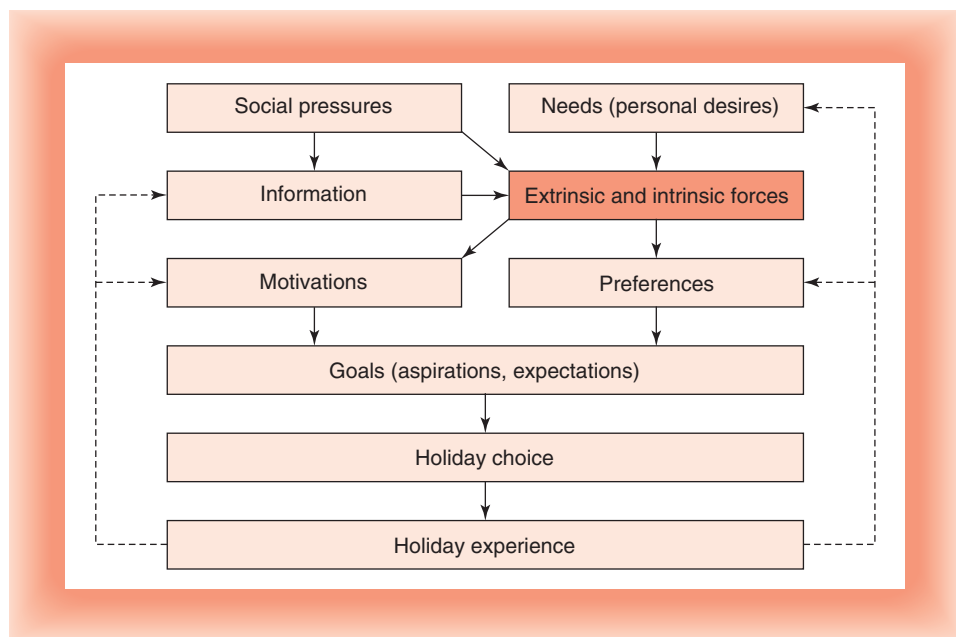 Social pressures
Needs (personal desires)
Information
Extrinsic and intrinsic forces
Motivations
Preferences
Goals (aspirations, expectations)
Holiday choice
Holiday experience